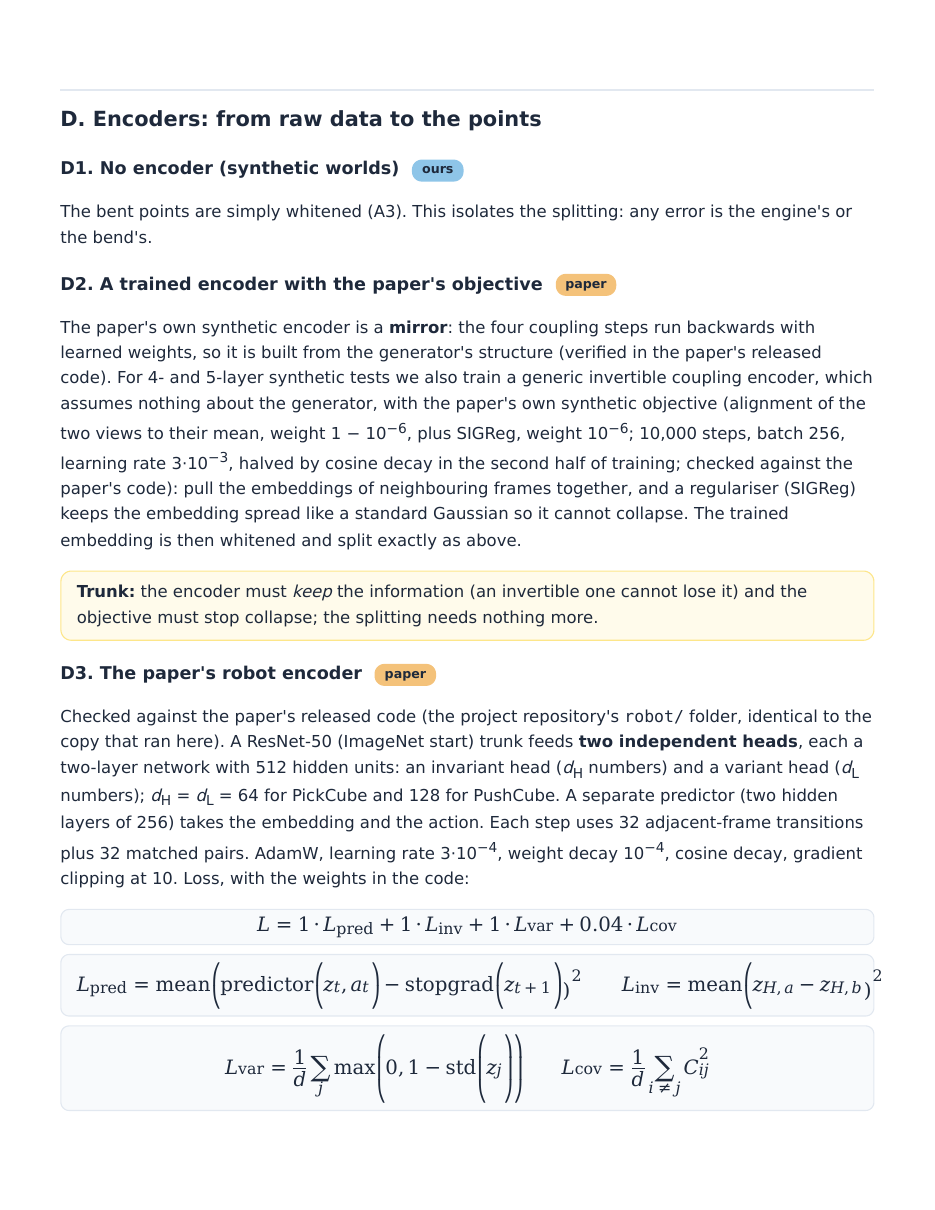 D. Encoders: from raw data to the points
D1. No encoder (synthetic worlds) ours
The bent points are simply whitened (A3). This isolates the splitting: any error is the engine's or
the bend's.
D2. A trained encoder with the paper's objective paper
The paper's own synthetic encoder is a mirror: the four coupling steps run backwards with
learned weights, so it is built from the generator's structure (verified in the paper's released
code). For 4- and 5-layer synthetic tests we also train a generic invertible coupling encoder, which
assumes nothing about the generator, with the paper's own synthetic objective (alignment of the
two views to their mean, weight 1 − 10⁻⁶, plus SIGReg, weight 10⁻⁶; 10,000 steps, batch 256,
learning rate 3·10⁻³, halved by cosine decay in the second half of training; checked against the
paper's code): pull the embeddings of neighbouring frames together, and a regulariser (SIGReg)
keeps the embedding spread like a standard Gaussian so it cannot collapse. The trained
embedding is then whitened and split exactly as above.
Trunk: the encoder must keep the information (an invertible one cannot lose it) and the
objective must stop collapse; the splitting needs nothing more.
D3. The paper's robot encoder paper
Checked against the paper's released code (the project repository's robot/ folder, identical to the
copy that ran here). A ResNet-50 (ImageNet start) trunk feeds two independent heads, each a
two-layer network with 512 hidden units: an invariant head (d_H numbers) and a variant head (d_L
numbers); d_H = d_L = 64 for PickCube and 128 for PushCube. A separate predictor (two hidden
layers of 256) takes the embedding and the action. Each step uses 32 adjacent-frame transitions
plus 32 matched pairs. AdamW, learning rate 3·10⁻⁴, weight decay 10⁻⁴, cosine decay, gradient
clipping at 10. Loss, with the weights in the code:
L = 1 · L_pred + 1 · L_inv + 1 · L_var + 0.04 · L_cov
L_pred = mean(predictor(z_t, a_t) − stopgrad(z_{t+1}))² L_inv = mean(z_{H,a} − z_{H,b})²
L_var = 1/d ∑_j max(0, 1 − std(z_j)) L_cov = 1/d ∑_{i≠j} C_{ij}²